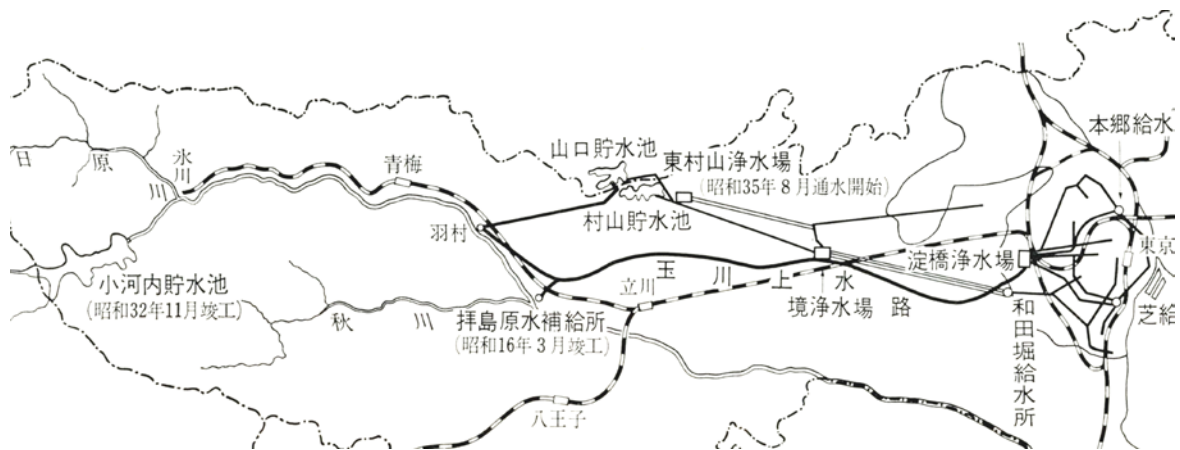 本郷給水
日原川
氷川
青梅
山口貯水池
東村山浄水場
(昭和35年8月通水開始)
羽村
村山貯水池
小河内貯水池
(昭和32年11月竣工)
玉川上水路
立川
淀橋浄水場
東京
境浄水場
秋川
拝島原水補給所
(昭和16年3月竣工)
和田堀給水所
芝給
八王子